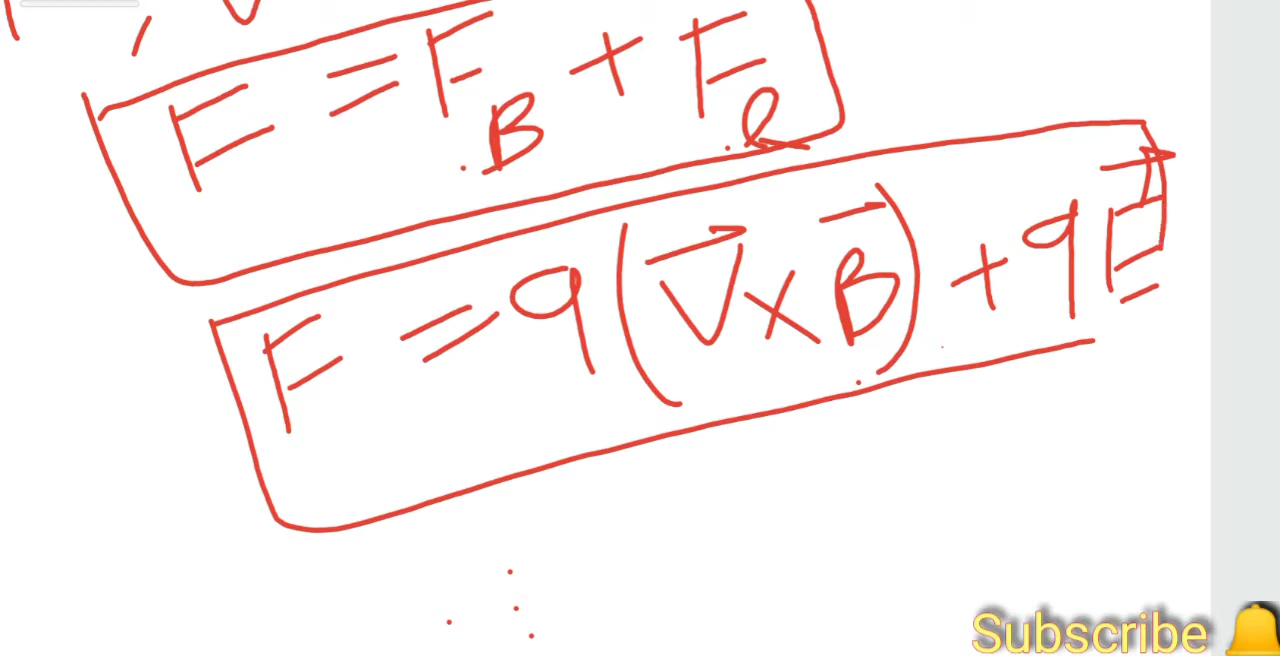 F = F_B + F_e
F = q(V⃗ × B⃗) + qE⃗
Subscribe